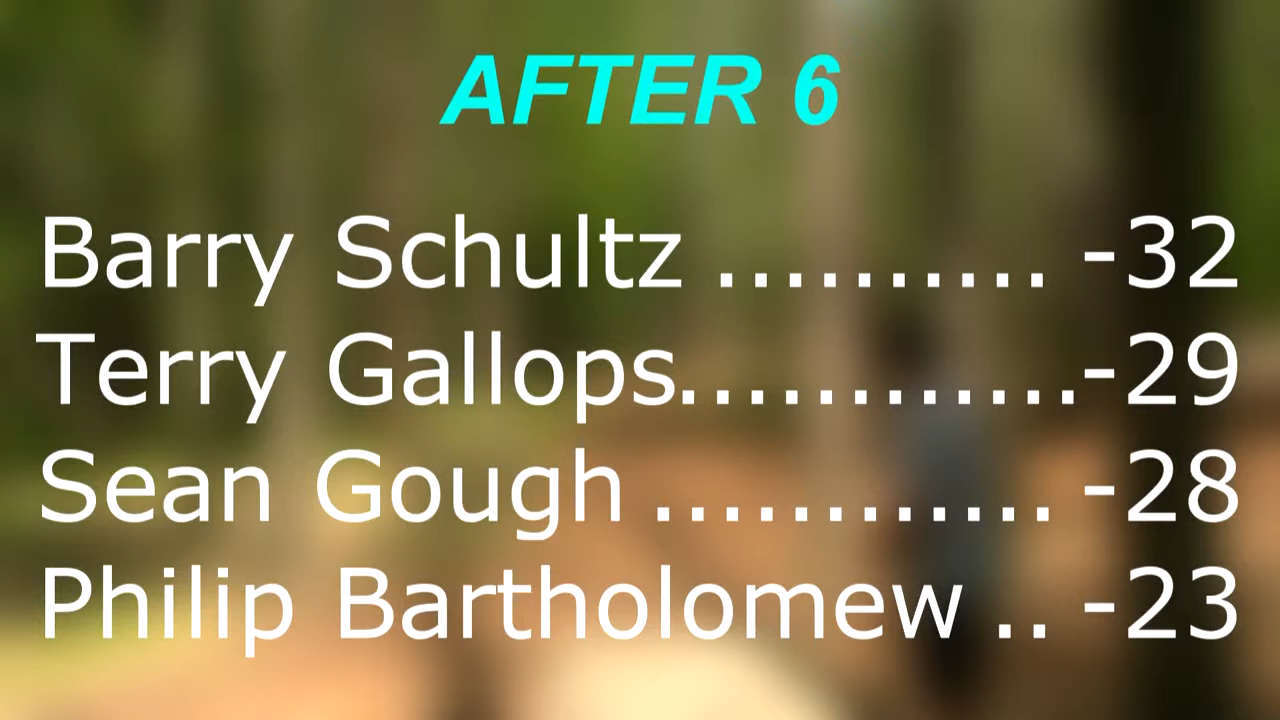 AFTER 6
Barry Schultz .......... -32
Terry Gallops............-29
Sean Gough ............ -28
Philip Bartholomew .. -23